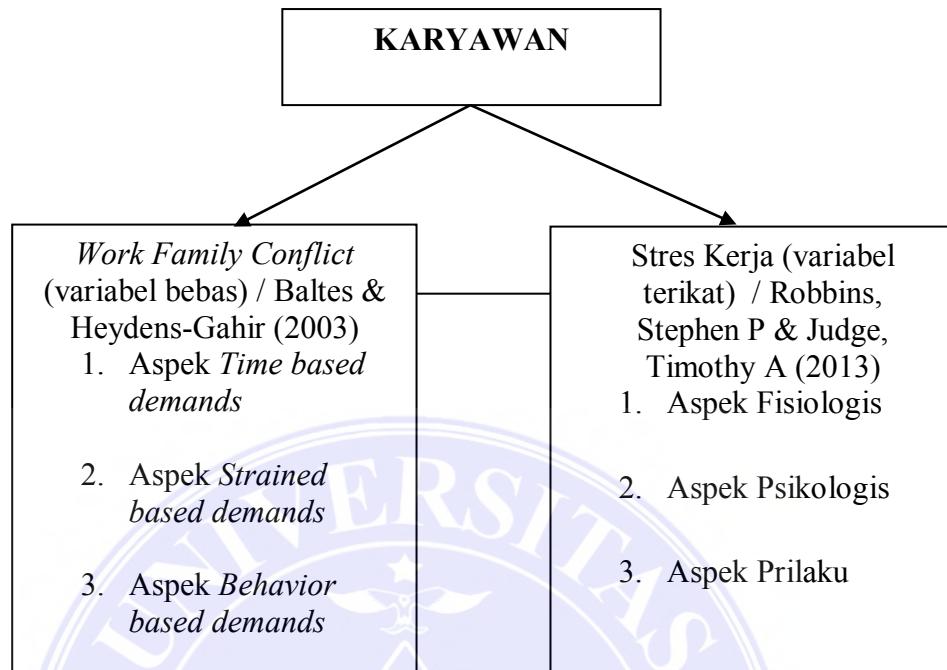 KARYAWAN
Work Family Conflict
(variabel bebas) / Baltes &
Heydens-Gahir (2003)
1. Aspek Time based
demands
2. Aspek Strained
based demands
3. Aspek Behavior
based demands
Stres Kerja (variabel
terikat) / Robbins,
Stephen P & Judge,
Timothy A (2013)
1. Aspek Fisiologis
2. Aspek Psikologis
3. Aspek Prilaku
UNIVERSITAS